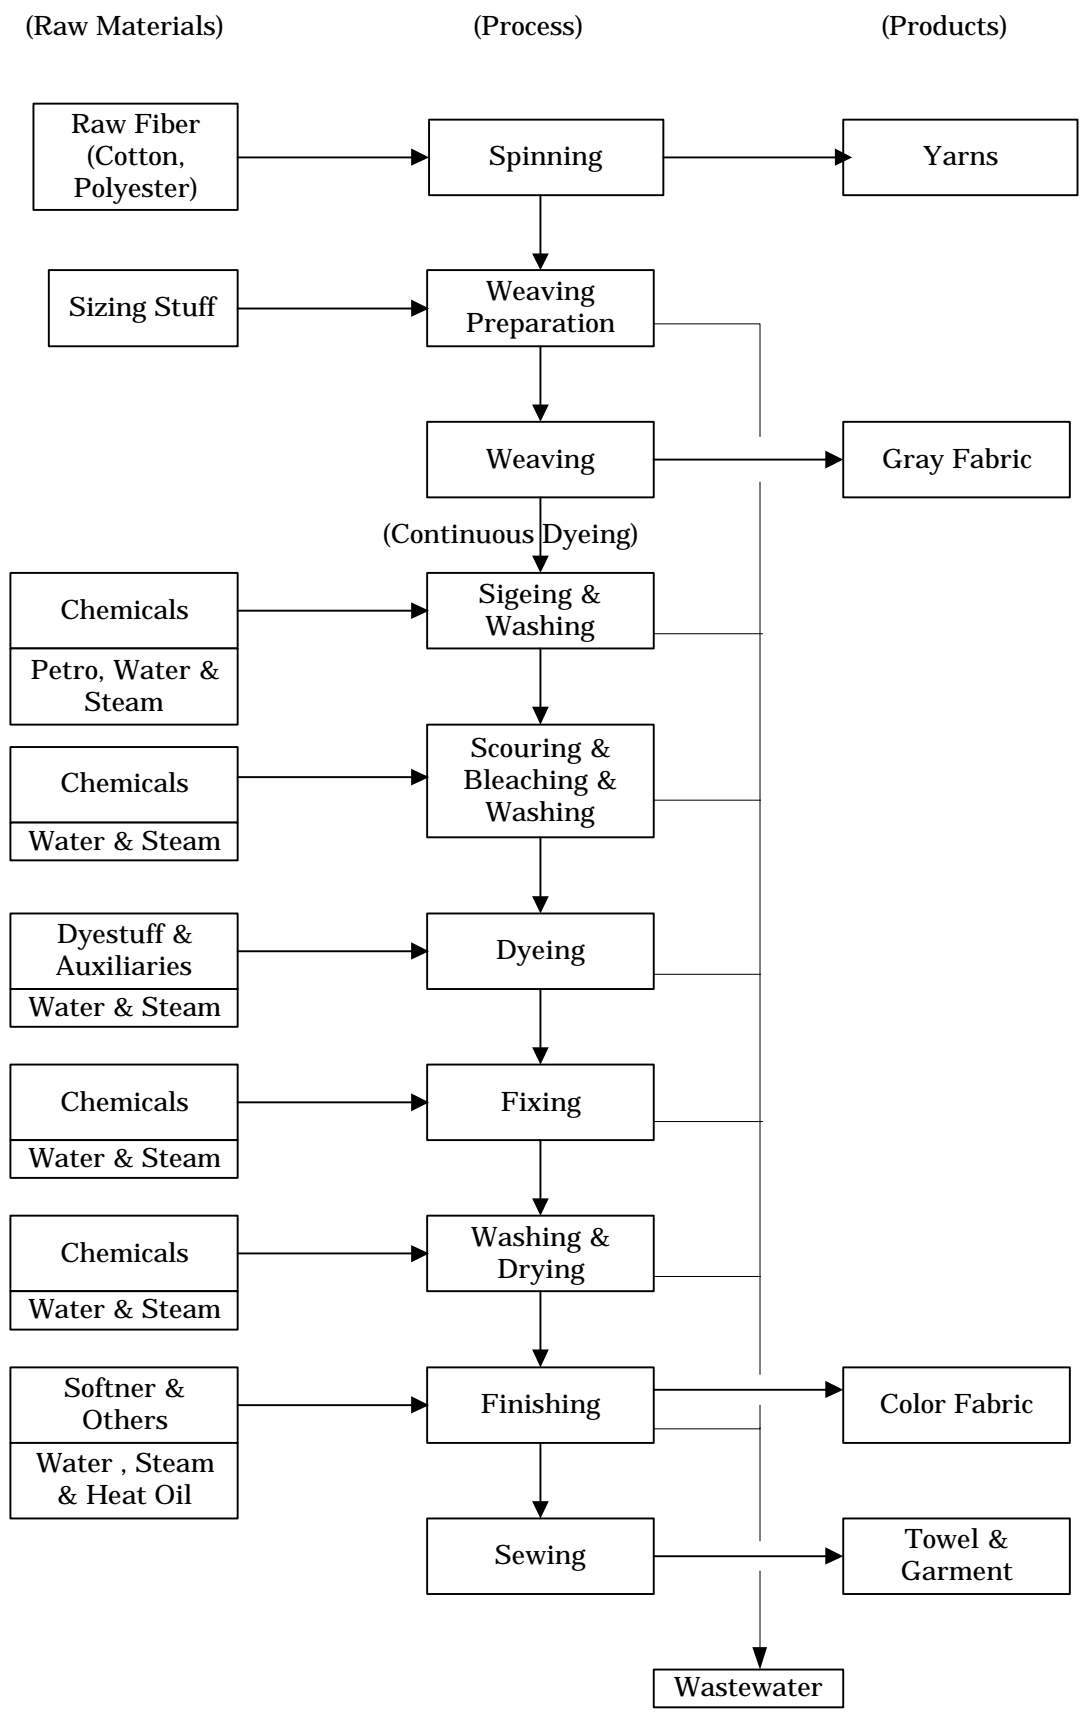 (Raw Materials)
(Process)
(Products)
Raw Fiber
(Cotton,
Polyester)
Spinning
Yarns
Sizing Stuff
Weaving
Preparation
Weaving
Gray Fabric
(Continuous Dyeing)
Chemicals
Petro, Water &
Steam
Sigeing &
Washing
Chemicals
Water & Steam
Scouring &
Bleaching &
Washing
Dyestuff &
Auxiliaries
Water & Steam
Dyeing
Chemicals
Water & Steam
Fixing
Chemicals
Water & Steam
Washing &
Drying
Softner &
Others
Water , Steam
& Heat Oil
Finishing
Color Fabric
Sewing
Towel &
Garment
Wastewater